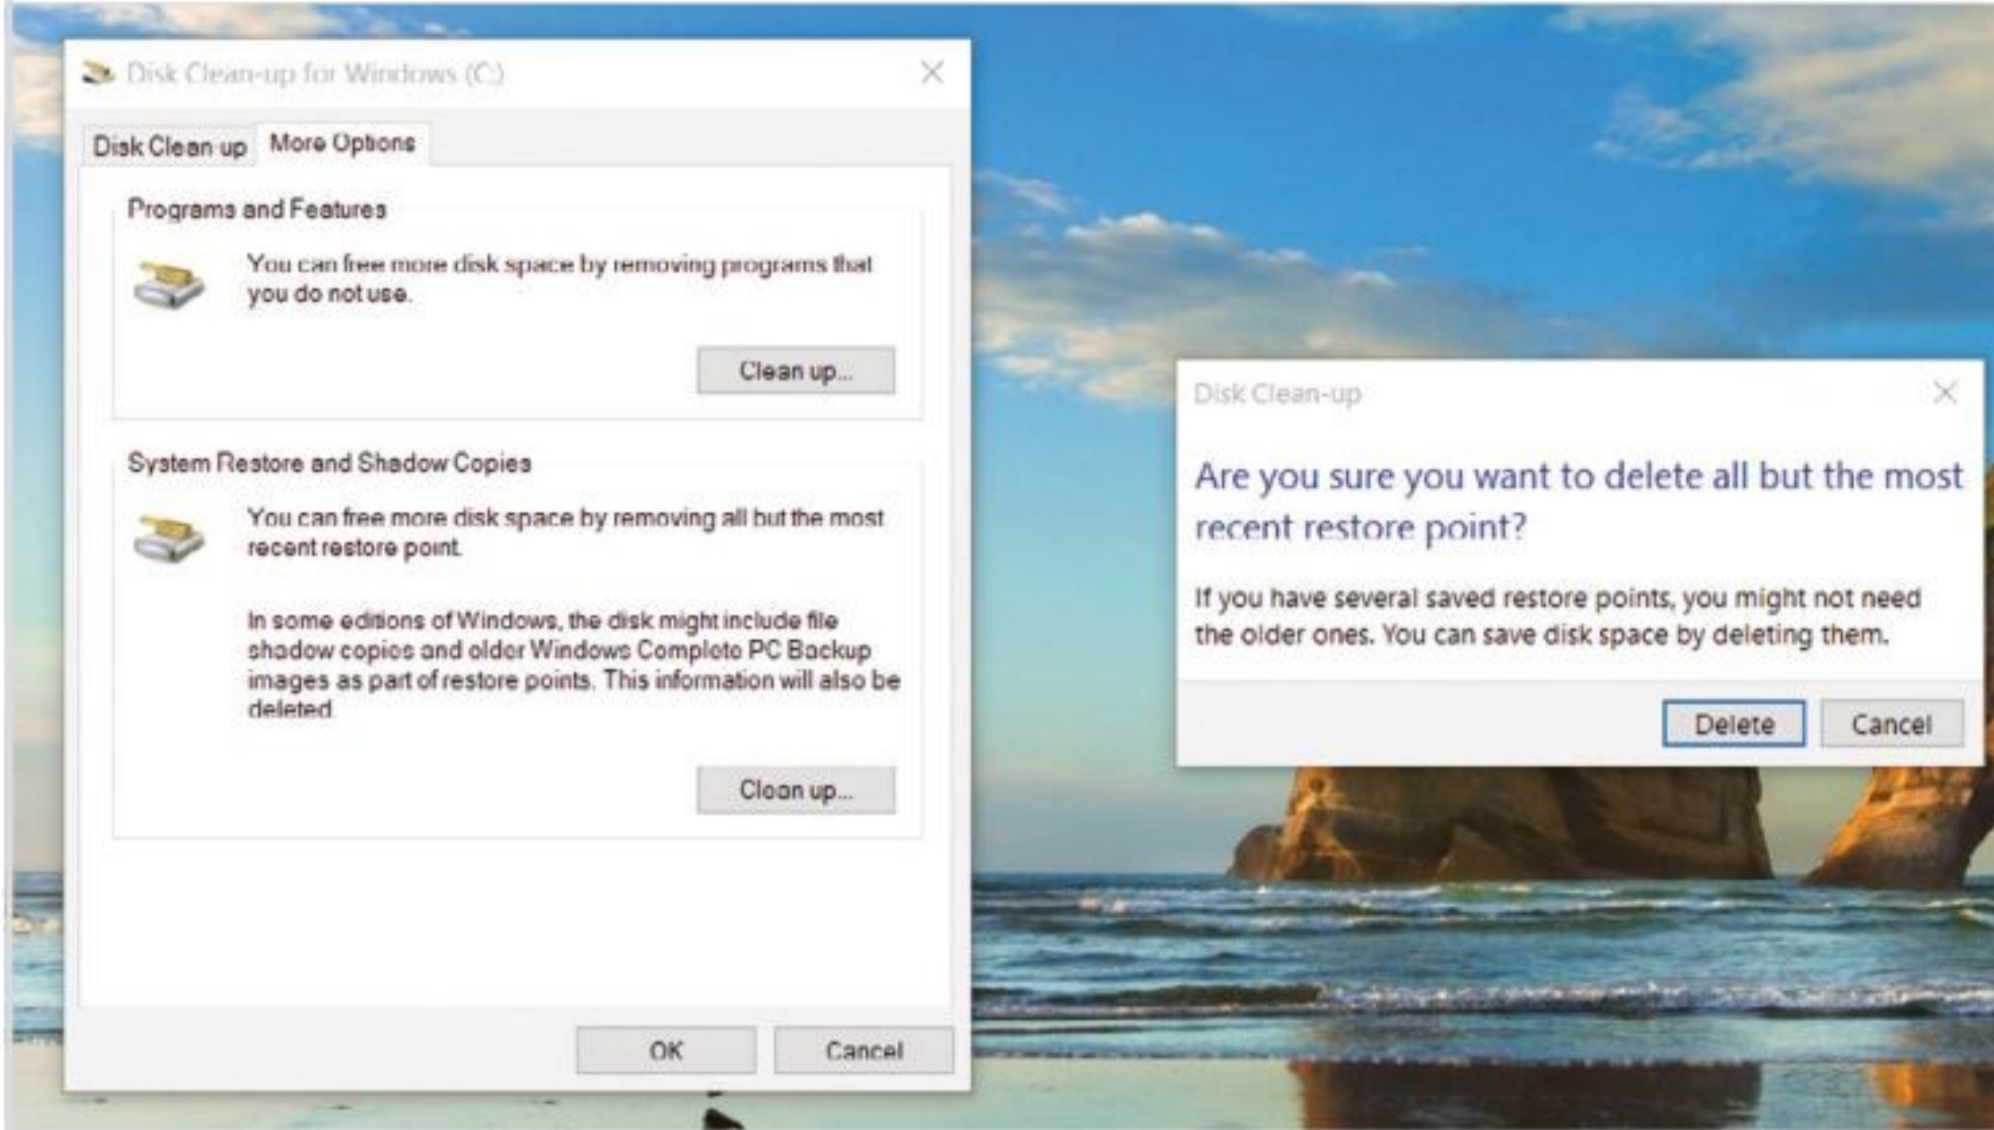 Disk Clean-up for Windows (C:)
Disk Clean-up
More Options
Programs and Features
You can free more disk space by removing programs that
you do not use.
Clean up...
System Restore and Shadow Copies
You can free more disk space by removing all but the most
recent restore point.
In some editions of Windows, the disk might include file
shadow copies and older Windows Complete PC Backup
images as part of restore points. This information will also be
deleted.
Clean up...
OK
Cancel
Disk Clean-up
Are you sure you want to delete all but the most
recent restore point?
If you have several saved restore points, you might not need
the older ones. You can save disk space by deleting them.
Delete
Cancel